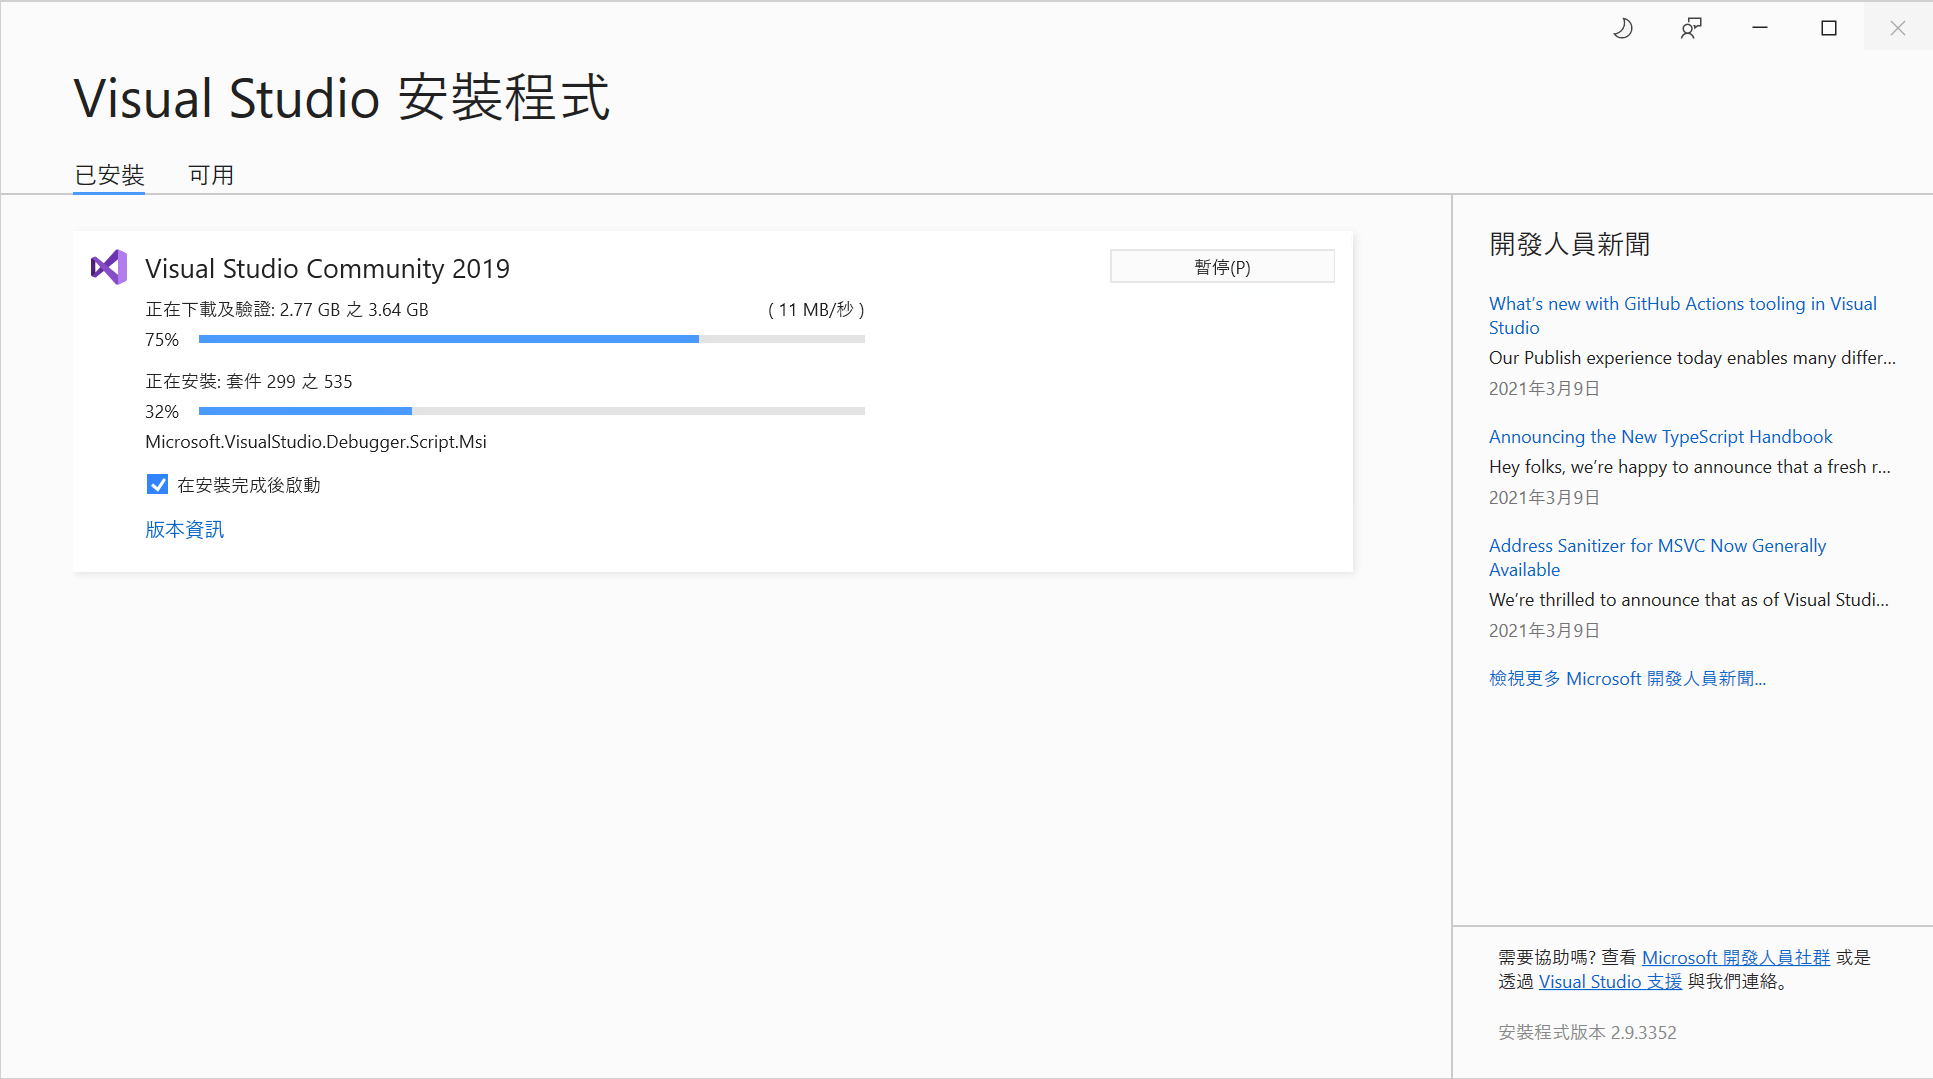 Visual Studio 安裝程式
已安裝 可用
Visual Studio Community 2019
暫停(P)
正在下載及驗證: 2.77 GB 之 3.64 GB ( 11 MB/秒 )
75%
正在安裝: 套件 299 之 535
32%
Microsoft.VisualStudio.Debugger.Script.Msi
在安裝完成後啟動
版本資訊
開發人員新聞
What's new with GitHub Actions tooling in Visual
Studio
Our Publish experience today enables many differ...
2021年3月9日
Announcing the New TypeScript Handbook
Hey folks, we’re happy to announce that a fresh r...
2021年3月9日
Address Sanitizer for MSVC Now Generally
Available
We’re thrilled to announce that as of Visual Studi...
2021年3月9日
檢視更多 Microsoft 開發人員新聞...
需要協助嗎? 查看 Microsoft 開發人員社群 或是
透過 Visual Studio 支援 與我們連絡。
安裝程式版本 2.9.3352